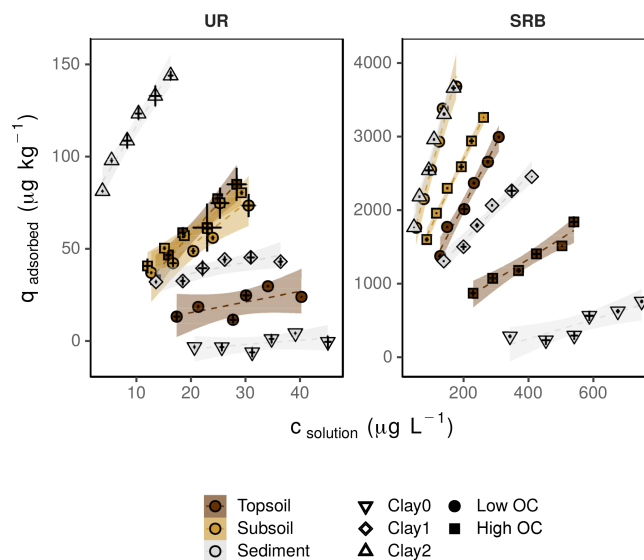 UR SRB
150
100
50
0
4000
3000
2000
1000
0
q adsorbed (μg kg⁻¹)
10 20 30 40
200 400 600
c solution (μg L⁻¹)
Topsoil Clay0 Low OC
Subsoil Clay1 High OC
Sediment Clay2